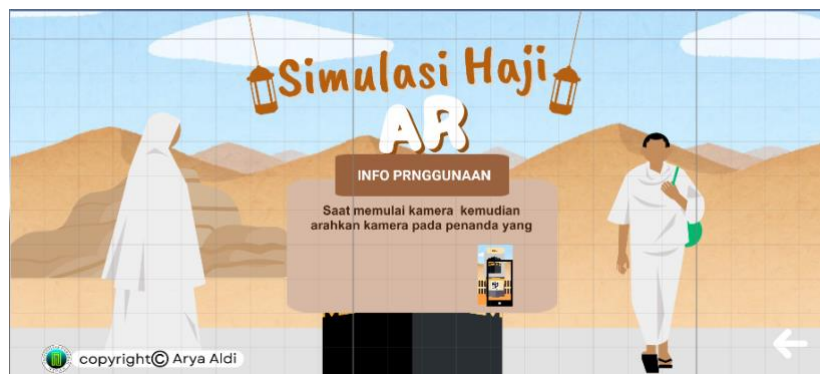 Simulasi Haji
AR
INFO PRNGGUNAAN
Saat memulai kamera kemudian
arahkan kamera pada penanda yang
copyright© Arya Aldi